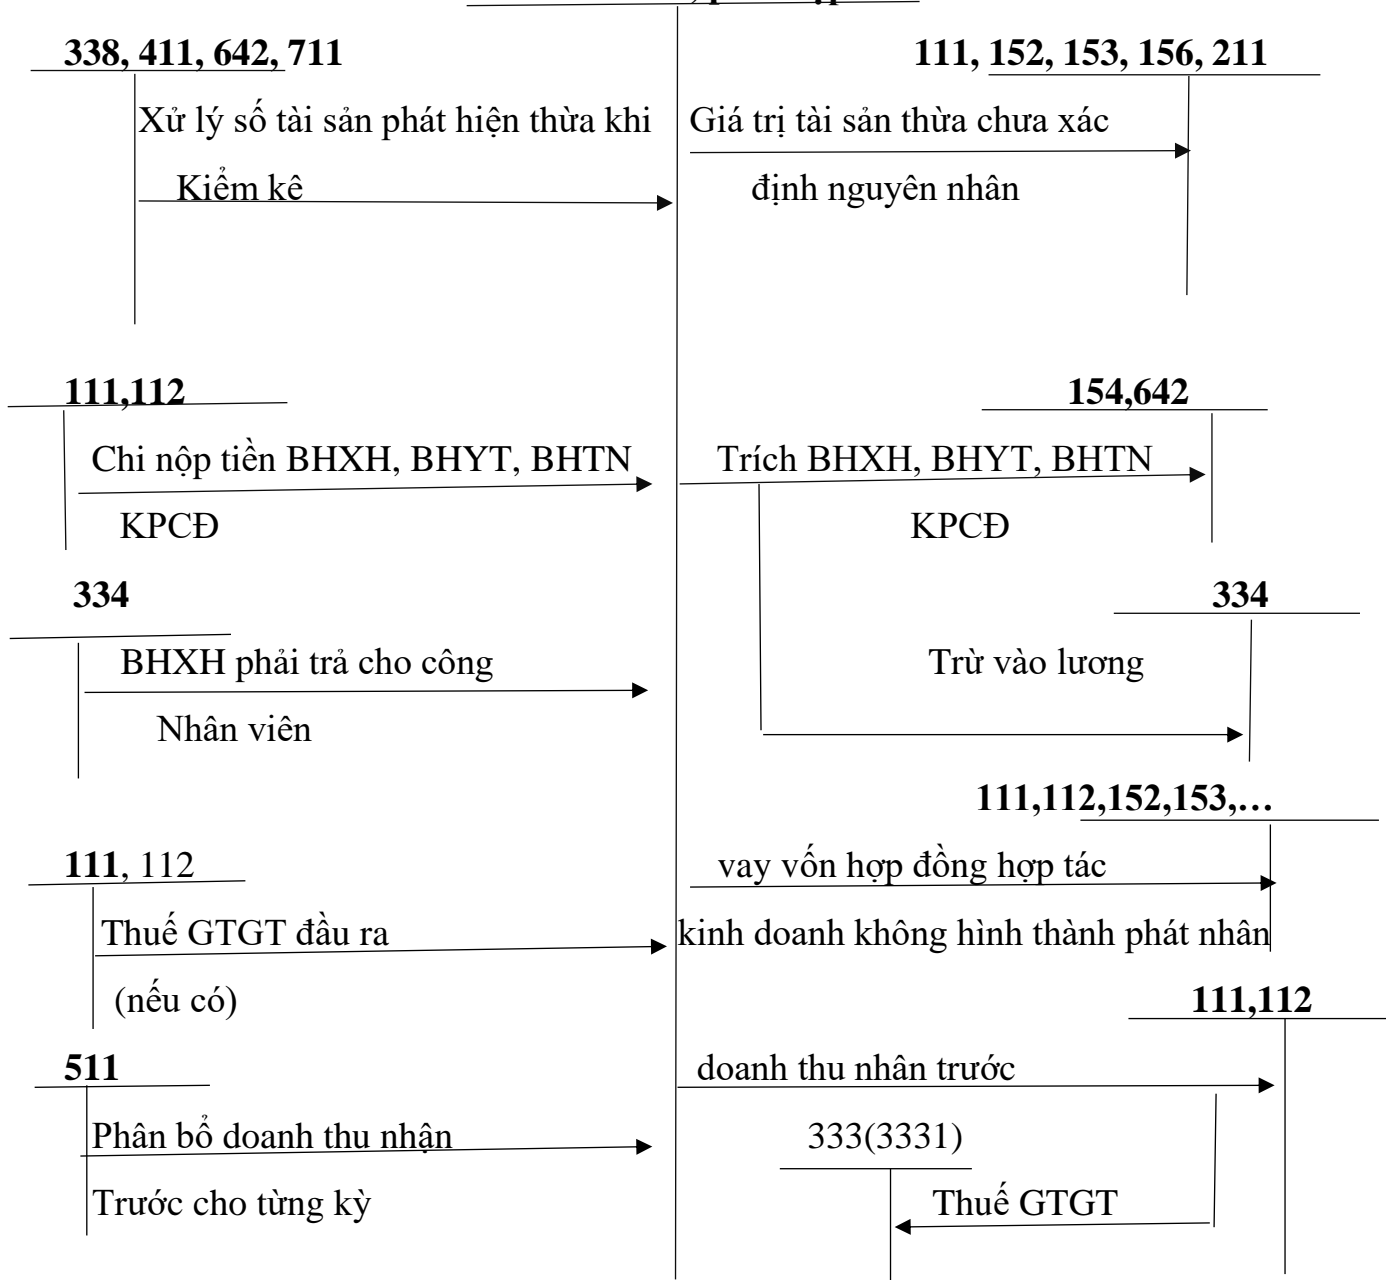 338, 411, 642, 711
111, 152, 153, 156, 211
Xử lý số tài sản phát hiện thừa khi
Giá trị tài sản thừa chưa xác
Kiểm kê
định nguyên nhân
111,112
154,642
Chi nộp tiền BHXH, BHYT, BHTN
Trích BHXH, BHYT, BHTN
KPCĐ
KPCĐ
334
334
BHXH phải trả cho công
Trừ vào lương
Nhân viên
111,112,152,153,…
111, 112
vay vốn hợp đồng hợp tác
Thuế GTGT đầu ra
kinh doanh không hình thành phát nhân
(nếu có)
111,112
511
doanh thu nhân trước
Phân bổ doanh thu nhận
333(3331)
Trước cho từng kỳ
Thuế GTGT